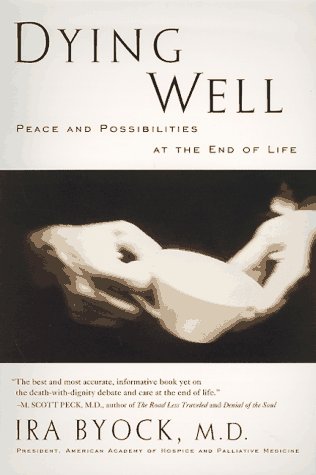 DYING
WELL
PEACE AND POSSIBILITIES
AT THE END OF LIFE
"The best and most accurate, informative book yet on
the death-with-dignity debate and care at the end of life."
—M. SCOTT PECK, M.D., author of The Road Less Traveled and Denial of the Soul
IRA BYOCK, M.D.
PRESIDENT, AMERICAN ACADEMY OF HOSPICE AND PALLIATIVE MEDICINE